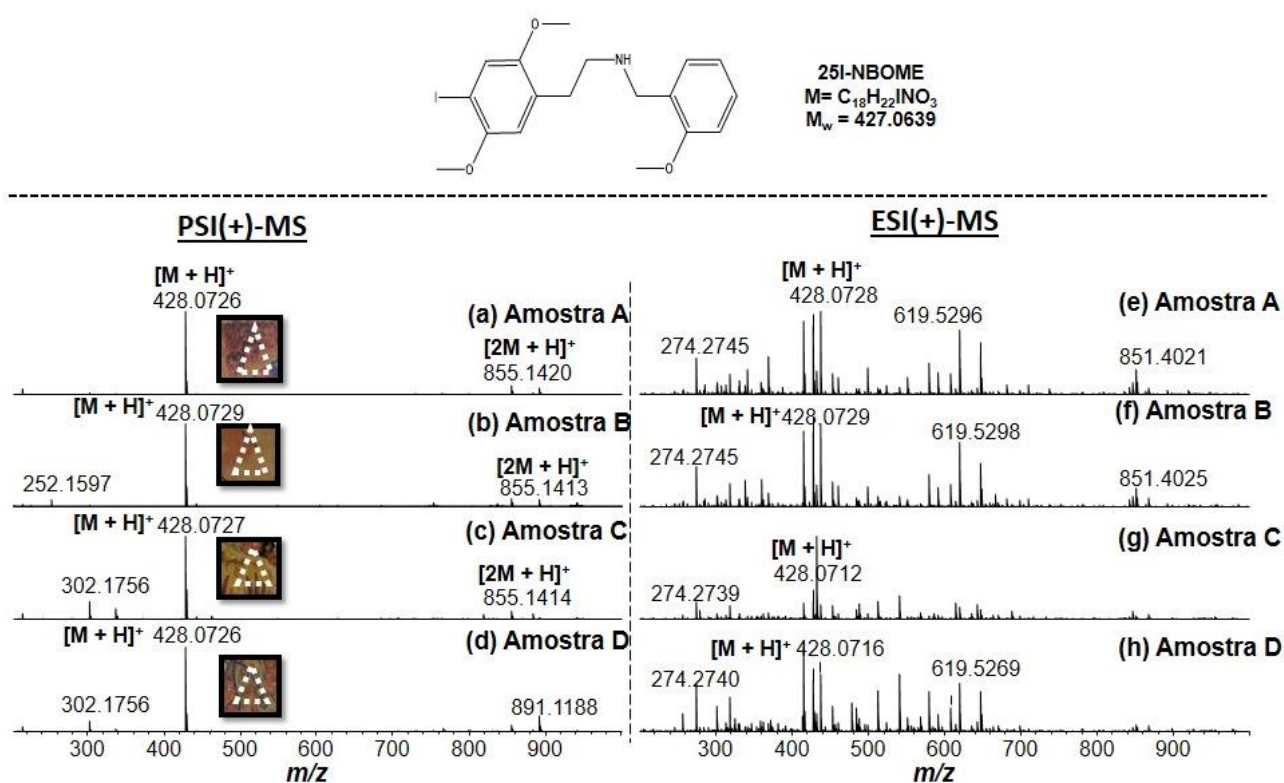 O
NH
I
O
O
25I-NBOME
M= C₁₈H₂₂INO₃
Mw = 427.0639
PSI(+)-MS
[M + H]⁺
428.0726
(a) Amostra A
[2M + H]⁺
855.1420
[M + H]⁺ 428.0729
(b) Amostra B
[2M + H]⁺
252.1597
855.1413
[M + H]⁺ 428.0727
(c) Amostra C
[2M + H]⁺
302.1756
855.1414
[M + H]⁺ 428.0726
(d) Amostra D
302.1756
891.1188
300 400 500 600 700 800 900
m/z
ESI(+)-MS
[M + H]⁺
428.0728
(e) Amostra A
619.5296
274.2745
851.4021
[M + H]⁺ 428.0729
(f) Amostra B
619.5298
274.2745
851.4025
(g) Amostra C
[M + H]⁺
428.0712
274.2739
[M + H]⁺ 428.0716
(h) Amostra D
274.2740
619.5269
300 400 500 600 700 800 900
m/z